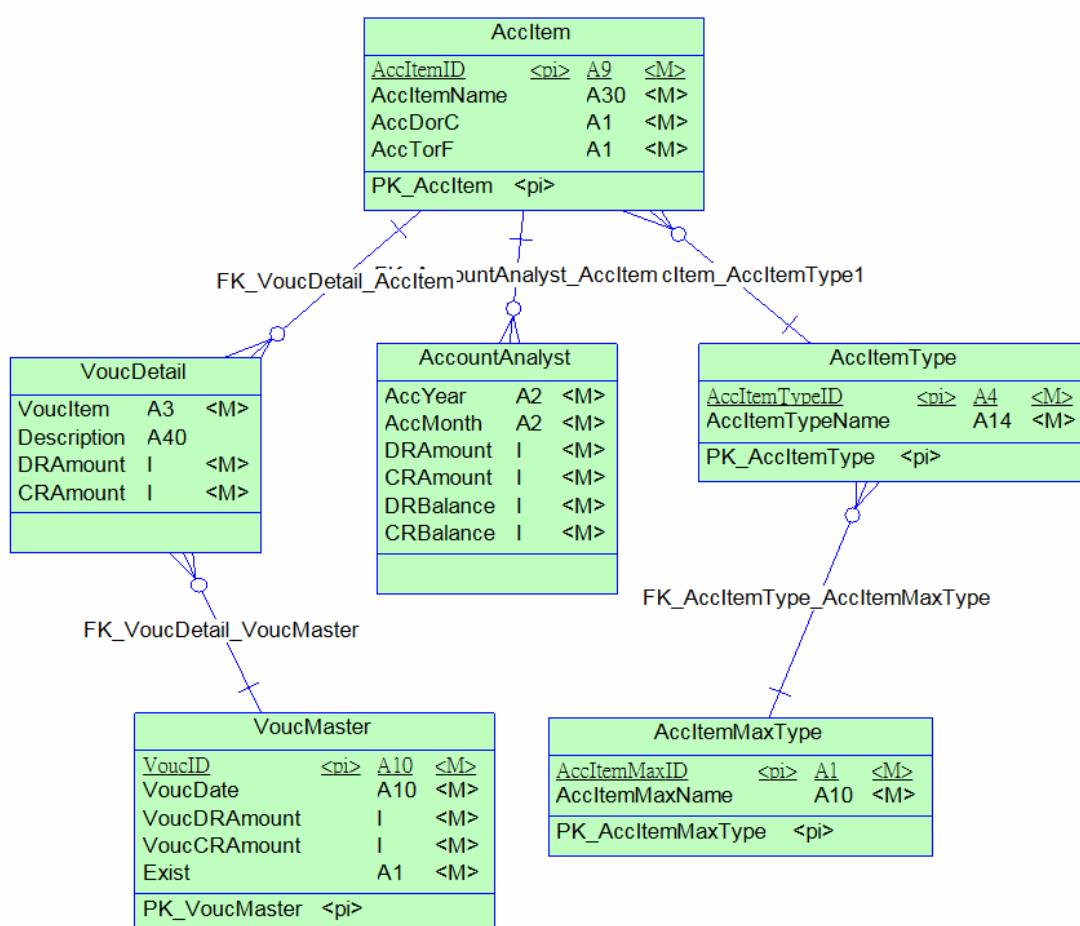 AccItem
AccItemID <pi> A9 <M>
AccItemName A30 <M>
AccDorC A1 <M>
AccTorF A1 <M>
PK_AccItem <pi>
FK_VoucDetail_AccItem
ountAnalyst_AccItem
cItem_AccItemType1
VoucDetail
VoucItem A3 <M>
Description A40
DRAmount I <M>
CRAmount I <M>
AccountAnalyst
AccYear A2 <M>
AccMonth A2 <M>
DRAmount I <M>
CRAmount I <M>
DRBalance I <M>
CRBalance I <M>
AccItemType
AccItemTypeID <pi> A4 <M>
AccItemTypeName A14 <M>
PK_AccItemType <pi>
FK_VoucDetail_VoucMaster
FK_AccItemType_AccItemMaxType
VoucMaster
VoucID <pi> A10 <M>
VoucDate A10 <M>
VoucDRAmount I <M>
VoucCRAmount I <M>
Exist A1 <M>
PK_VoucMaster <pi>
AccItemMaxType
AccItemMaxID <pi> A1 <M>
AccItemMaxName A10 <M>
PK_AccItemMaxType <pi>